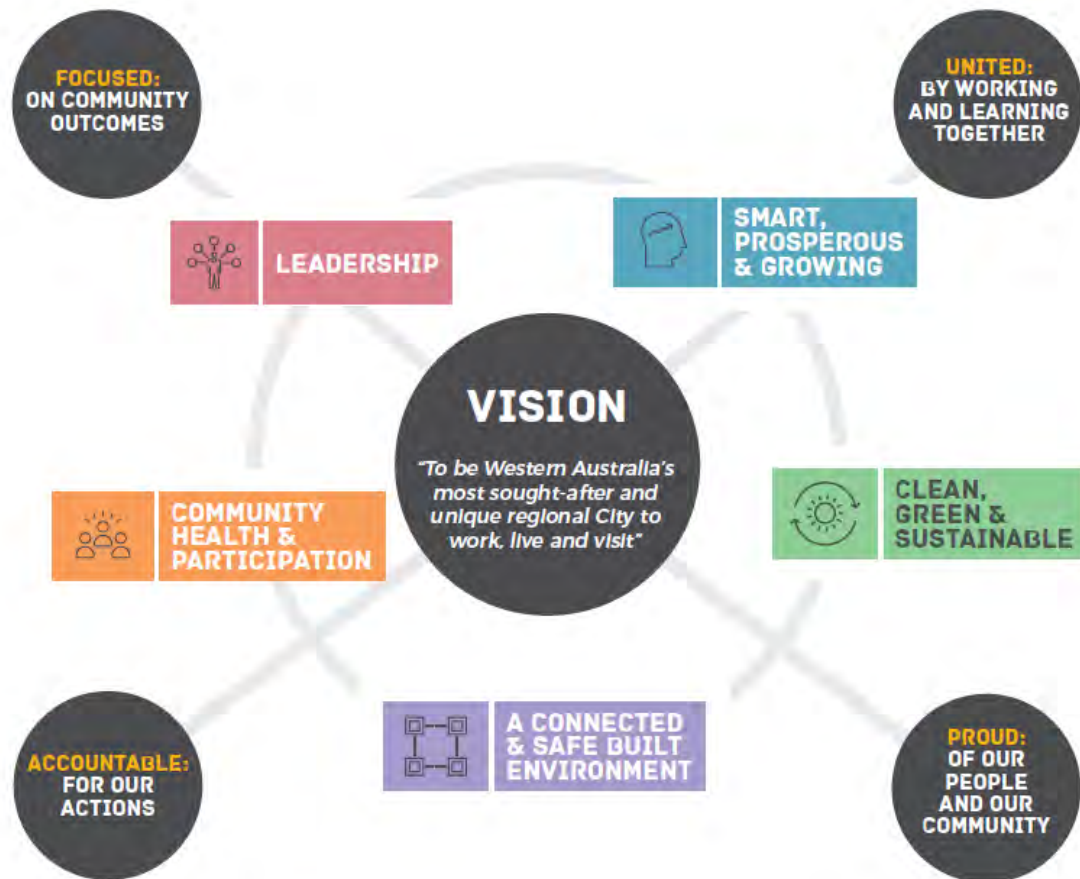 FOCUSED:
ON COMMUNITY
OUTCOMES
UNITED:
BY WORKING
AND LEARNING
TOGETHER
LEADERSHIP
SMART,
PROSPEROUS
& GROWING
VISION
"To be Western Australia's
most sought-after and
unique regional City to
work, live and visit"
COMMUNITY
HEALTH &
PARTICIPATION
CLEAN,
GREEN &
SUSTAINABLE
A CONNECTED
& SAFE BUILT
ENVIRONMENT
ACCOUNTABLE:
FOR OUR
ACTIONS
PROUD:
OF OUR
PEOPLE
AND OUR
COMMUNITY